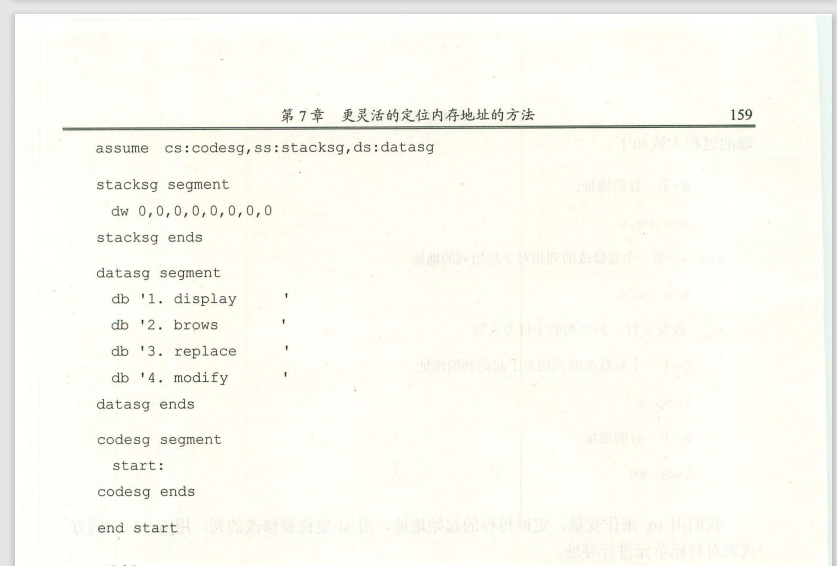 第 7 章 更灵活的定位内存地址的方法 159
assume cs:codesg,ss:stacksg,ds:datasg
stacksg segment
dw 0,0,0,0,0,0,0,0
stacksg ends
datasg segment
db '1. display      '
db '2. brows        '
db '3. replace      '
db '4. modify       '
datasg ends
codesg segment
start:
codesg ends
end start